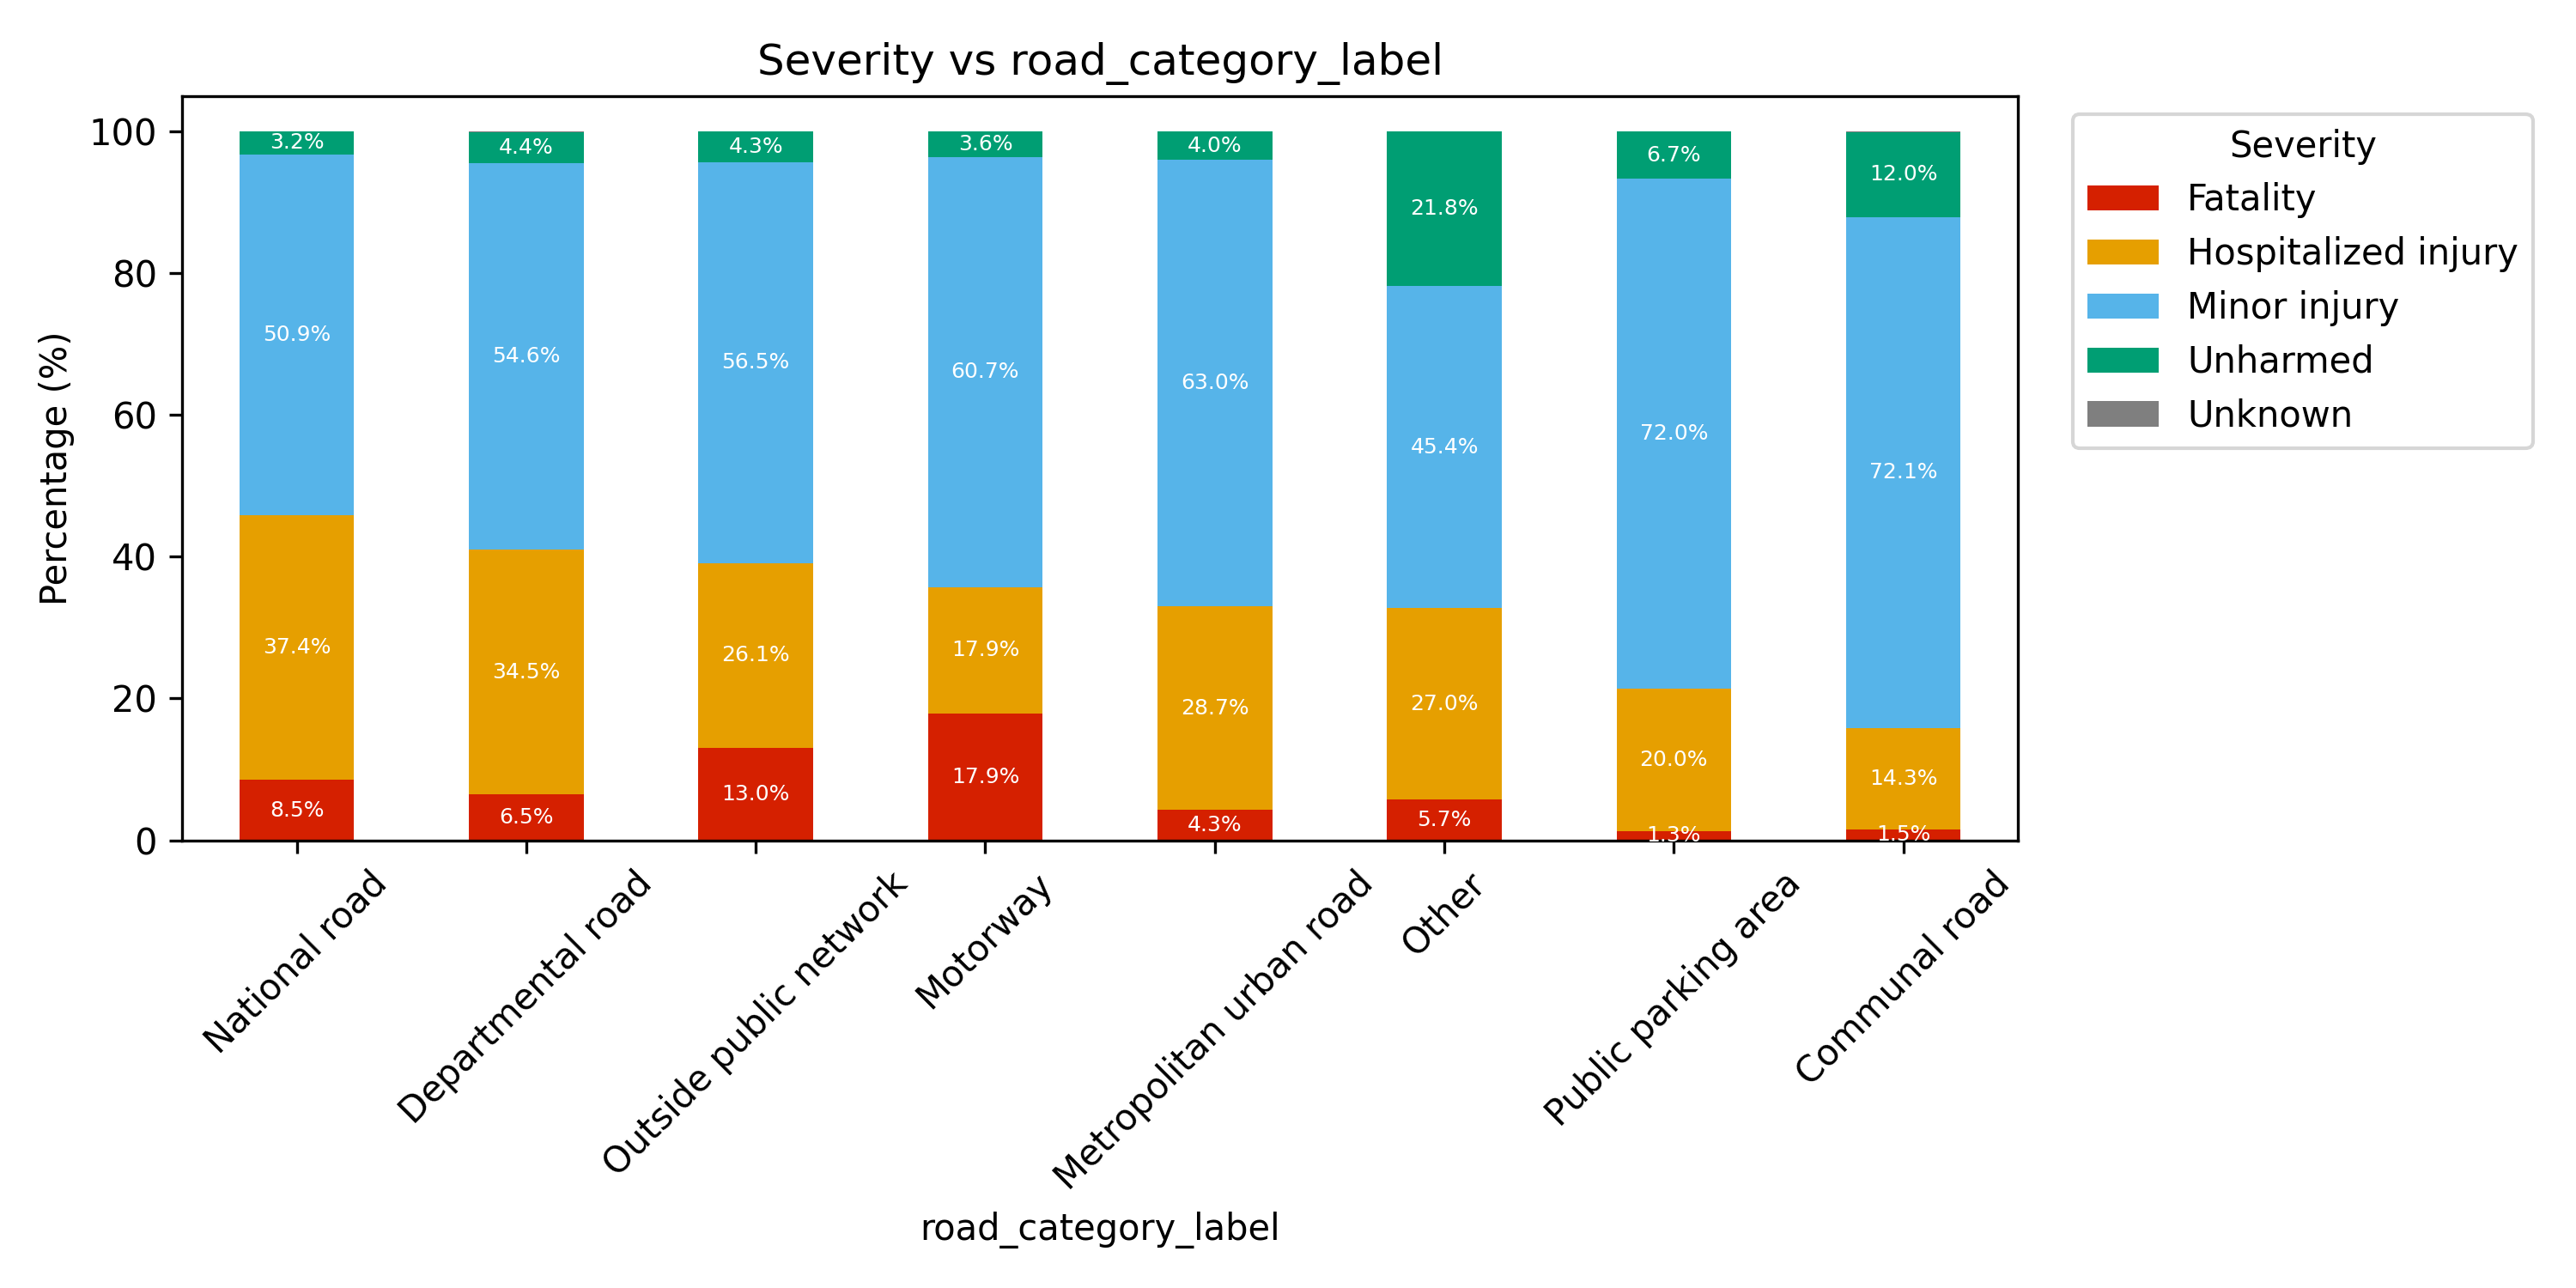 Severity vs road_category_label
Percentage (%)
100
80
60
40
20
0
3.2%
4.4%
4.3%
3.6%
4.0%
21.8%
6.7%
12.0%
50.9%
54.6%
56.5%
60.7%
63.0%
45.4%
72.0%
72.1%
37.4%
34.5%
26.1%
17.9%
28.7%
27.0%
20.0%
14.3%
8.5%
6.5%
13.0%
17.9%
4.3%
5.7%
1.3%
1.5%
National road
Departmental road
Outside public network
Motorway
Metropolitan urban road
Other
Public parking area
Communal road
road_category_label
Severity
Fatality
Hospitalized injury
Minor injury
Unharmed
Unknown